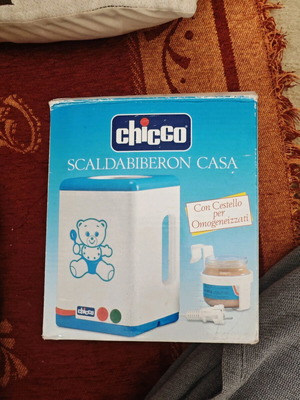 chicco
SCALDABIBERON CASA
Con Cestello
per
Omogeneizzati
chicco